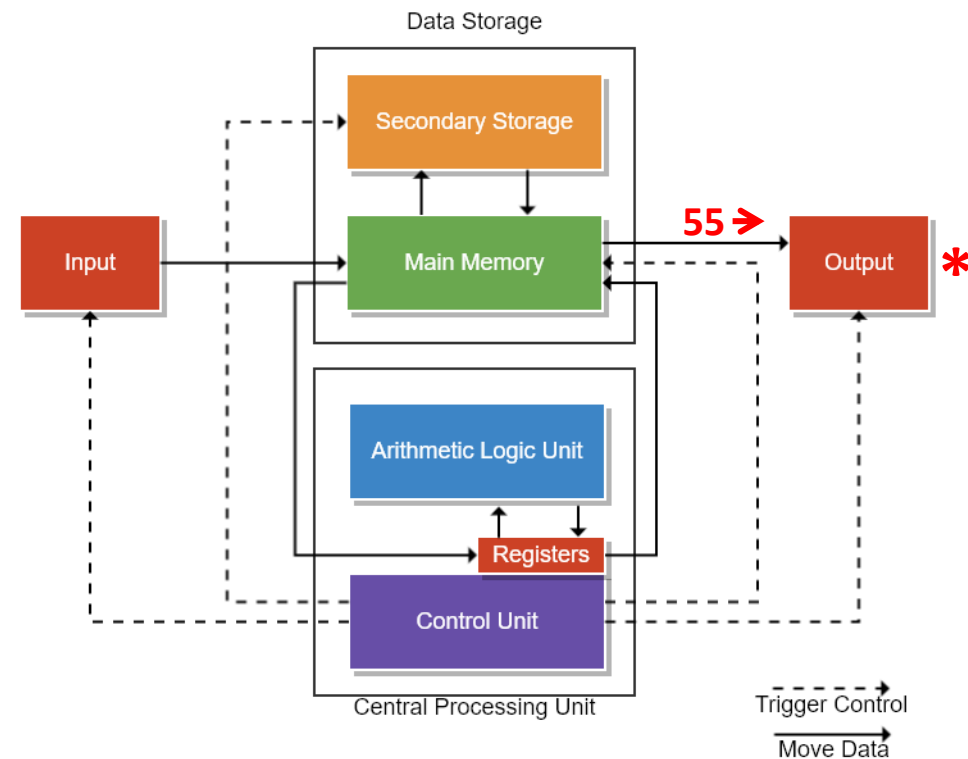 Data Storage
Secondary Storage
55
Input
Main Memory
Output
*
Arithmetic Logic Unit
Registers
Control Unit
Central Processing Unit
Trigger Control
Move Data